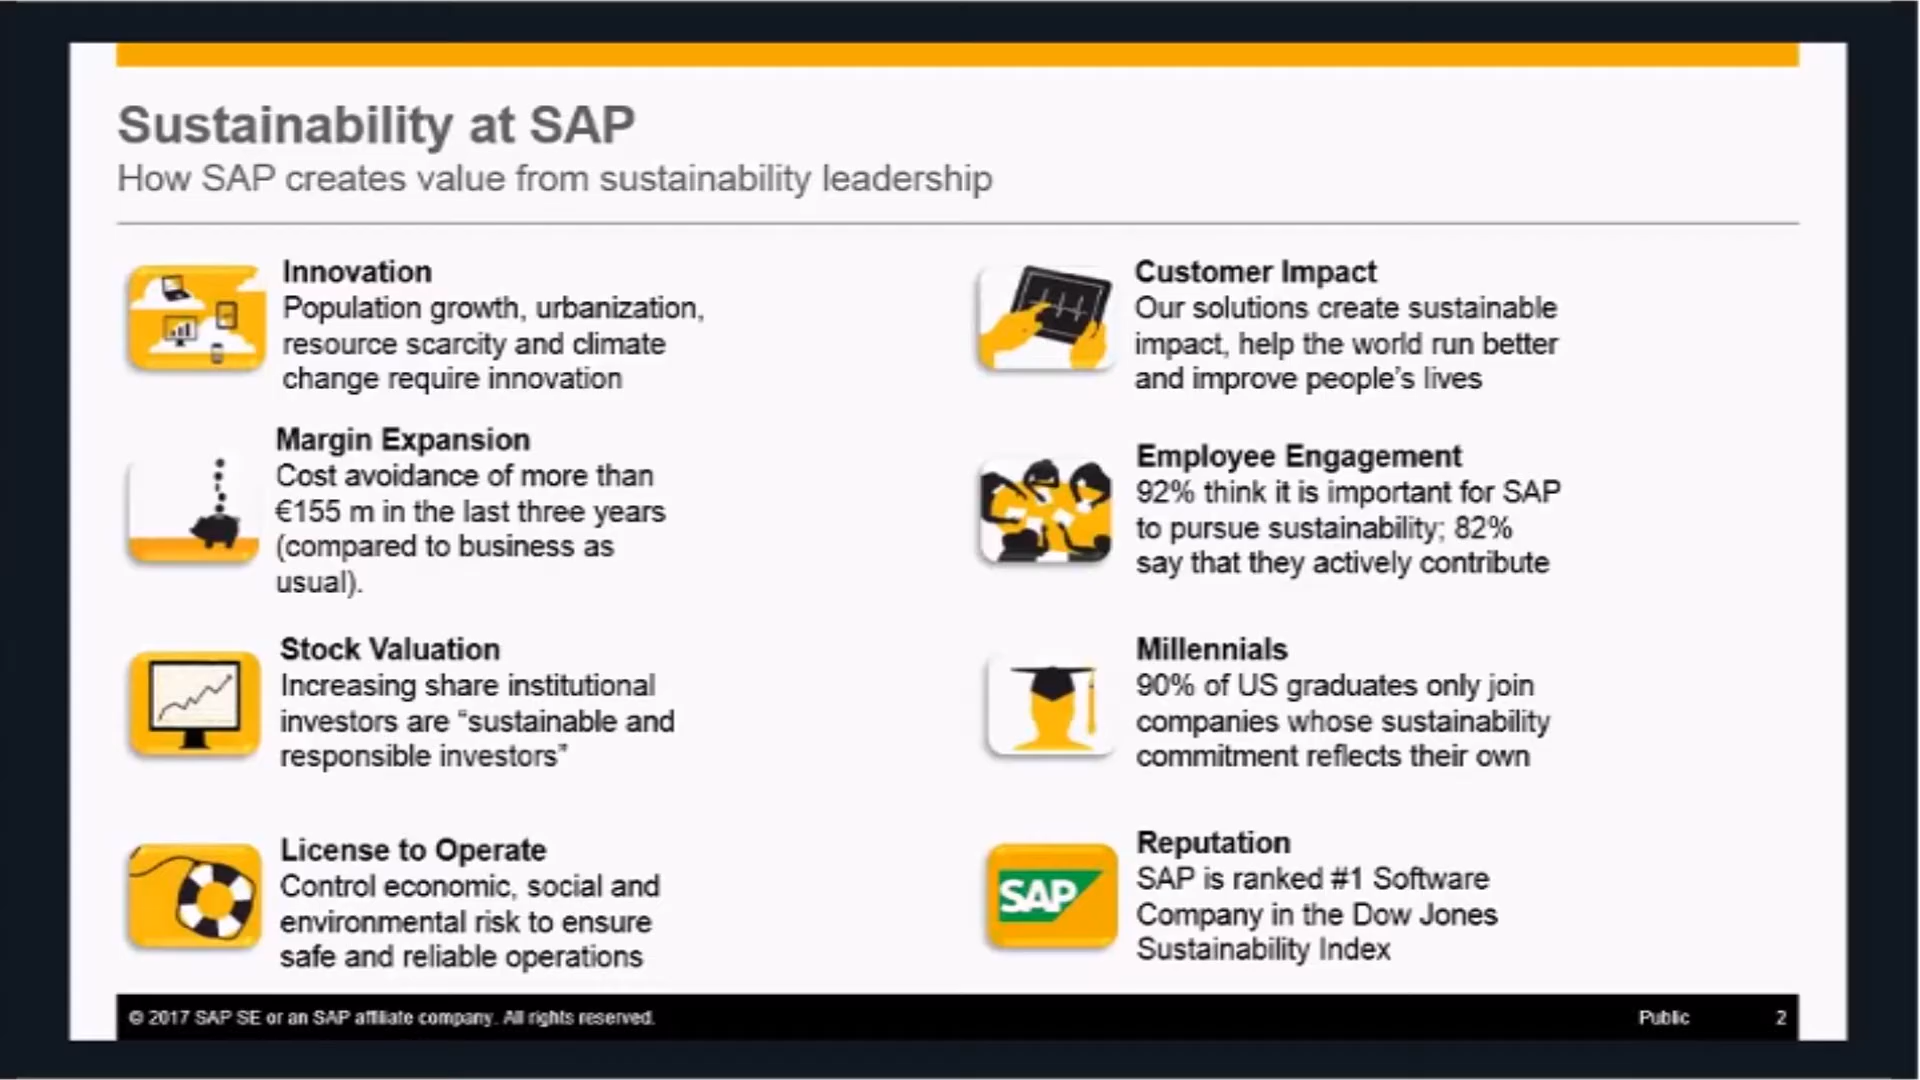 Sustainability at SAP
How SAP creates value from sustainability leadership
Innovation
Population growth, urbanization,
resource scarcity and climate
change require innovation
Margin Expansion
Cost avoidance of more than
€155 m in the last three years
(compared to business as
usual).
Stock Valuation
Increasing share institutional
investors are “sustainable and
responsible investors”
License to Operate
Control economic, social and
environmental risk to ensure
safe and reliable operations
Customer Impact
Our solutions create sustainable
impact, help the world run better
and improve people’s lives
Employee Engagement
92% think it is important for SAP
to pursue sustainability; 82%
say that they actively contribute
Millennials
90% of US graduates only join
companies whose sustainability
commitment reflects their own
SAP
Reputation
SAP is ranked #1 Software
Company in the Dow Jones
Sustainability Index
© 2017 SAP SE or an SAP affiliate company. All rights reserved.
Public
2